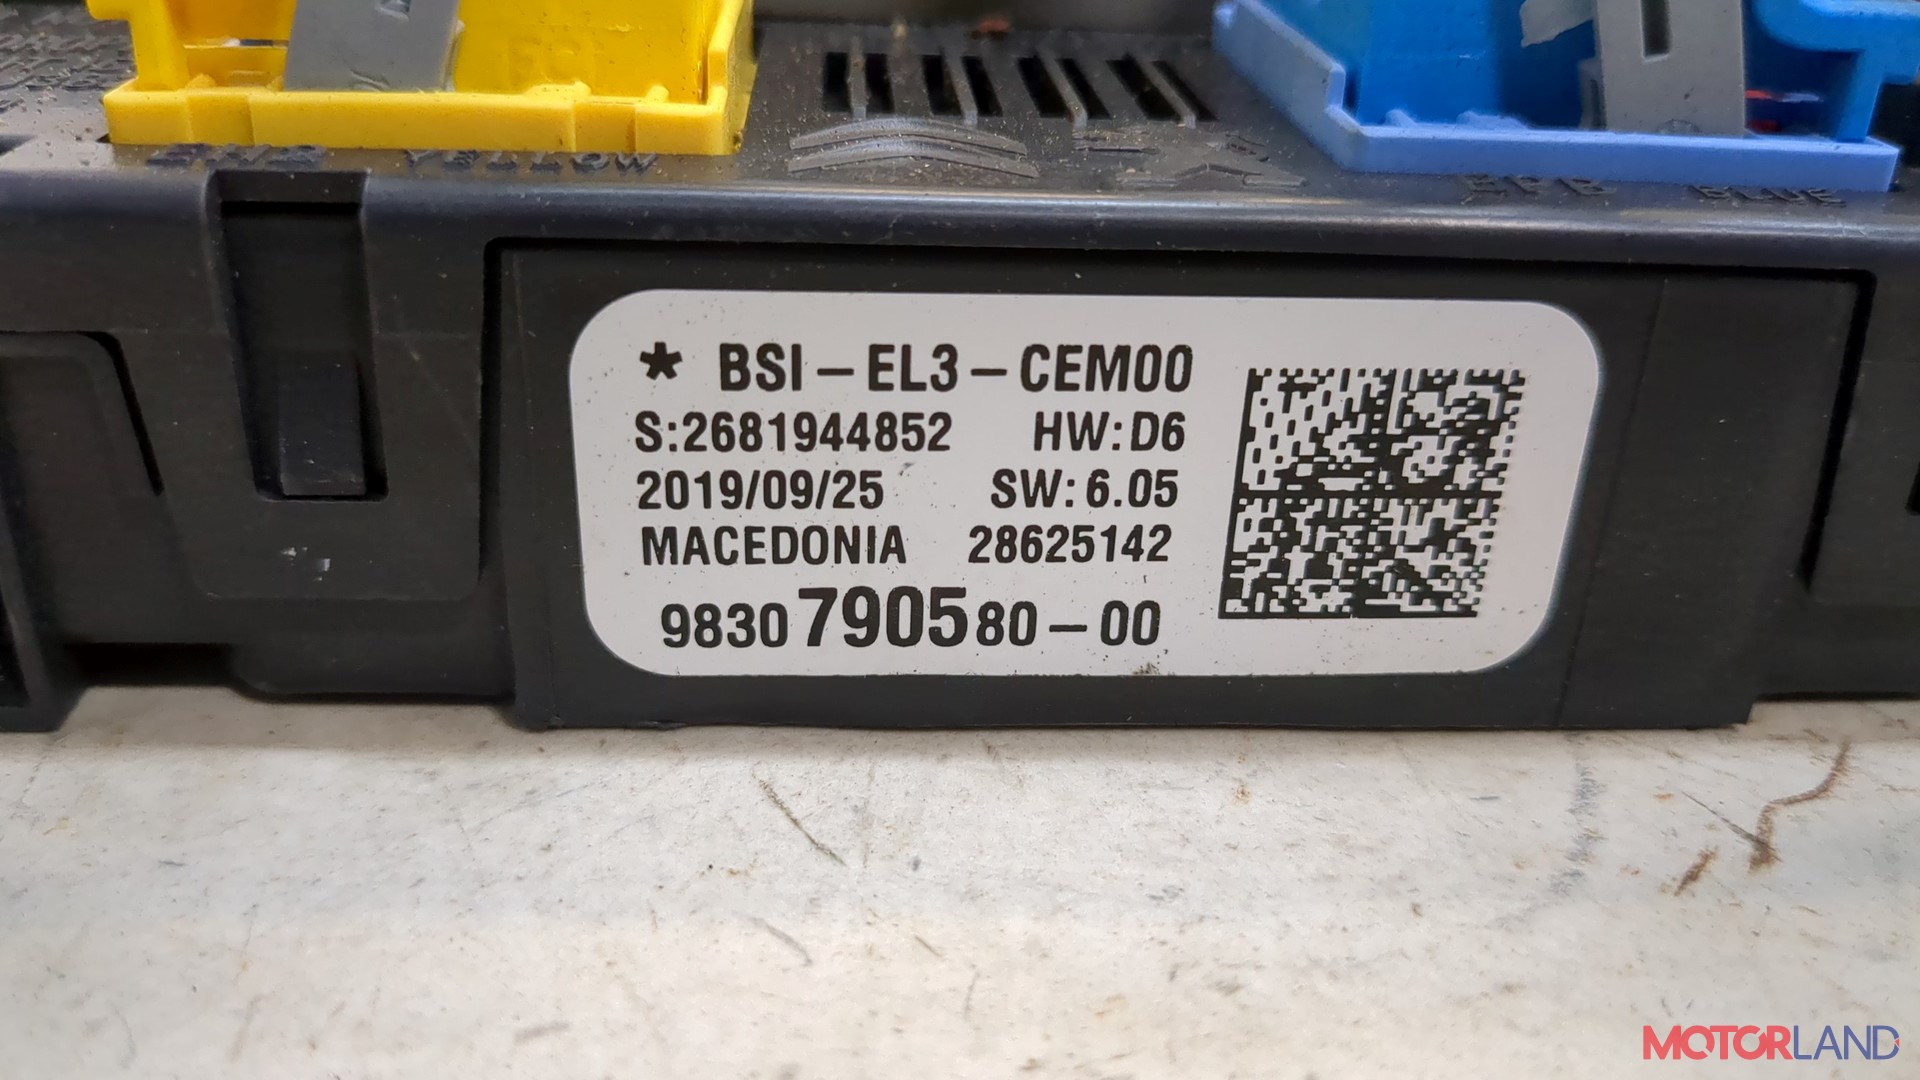 YELLOW
EPB BLUE
* BSI-EL3-CEM00
S:2681944852 HW:D6
2019/09/25 SW:6.05
MACEDONIA 28625142
9830790580-00
MOTORLAND